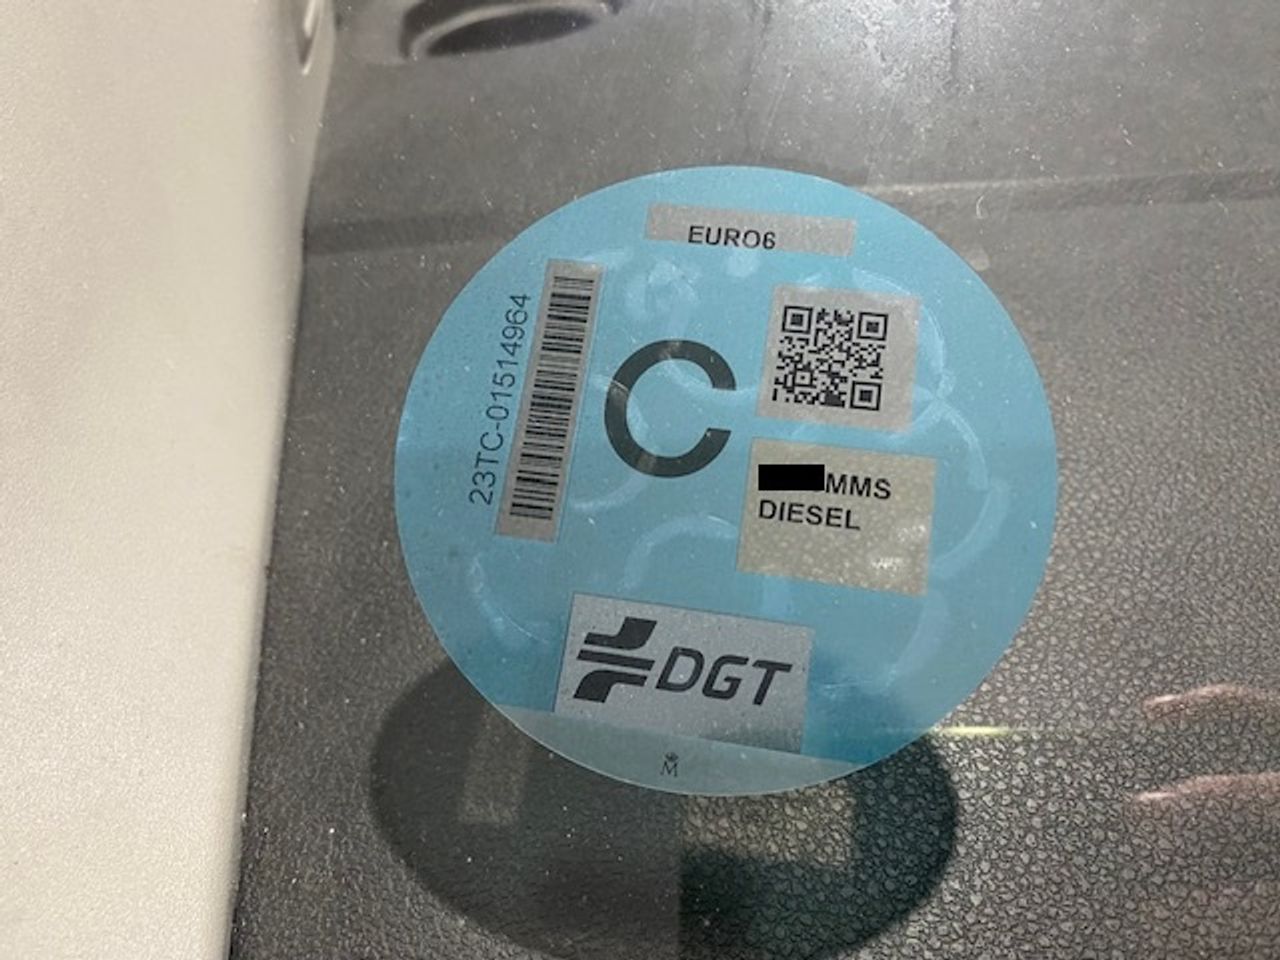 EURO6
23TC-01514964
C
MMS
DIESEL
DGT
M